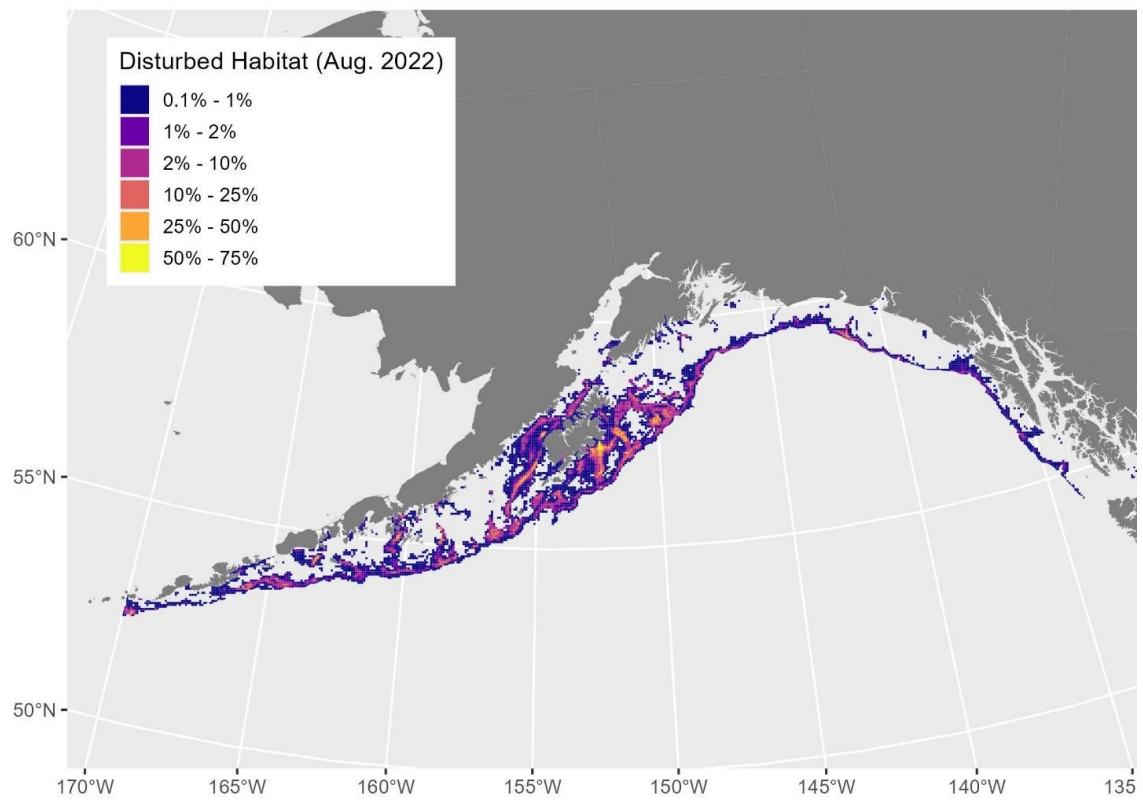 Disturbed Habitat (Aug. 2022)
0.1% - 1%
1% - 2%
2% - 10%
10% - 25%
25% - 50%
50% - 75%
60°N
55°N
50°N
170°W 165°W 160°W 155°W 150°W 145°W 140°W 135